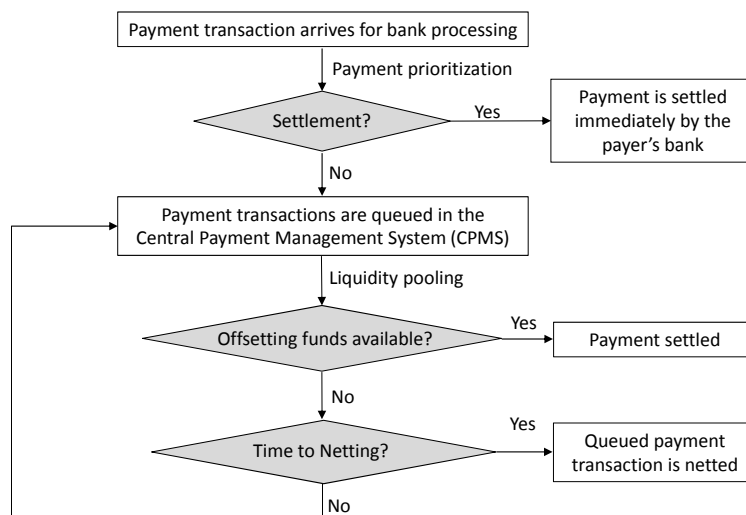 Payment transaction arrives for bank processing
Payment prioritization
Settlement?
Yes
Payment is settled
immediately by the
payer's bank
No
Payment transactions are queued in the
Central Payment Management System (CPMS)
Liquidity pooling
Offsetting funds available?
Yes
Payment settled
No
Time to Netting?
Yes
Queued payment
transaction is netted
No